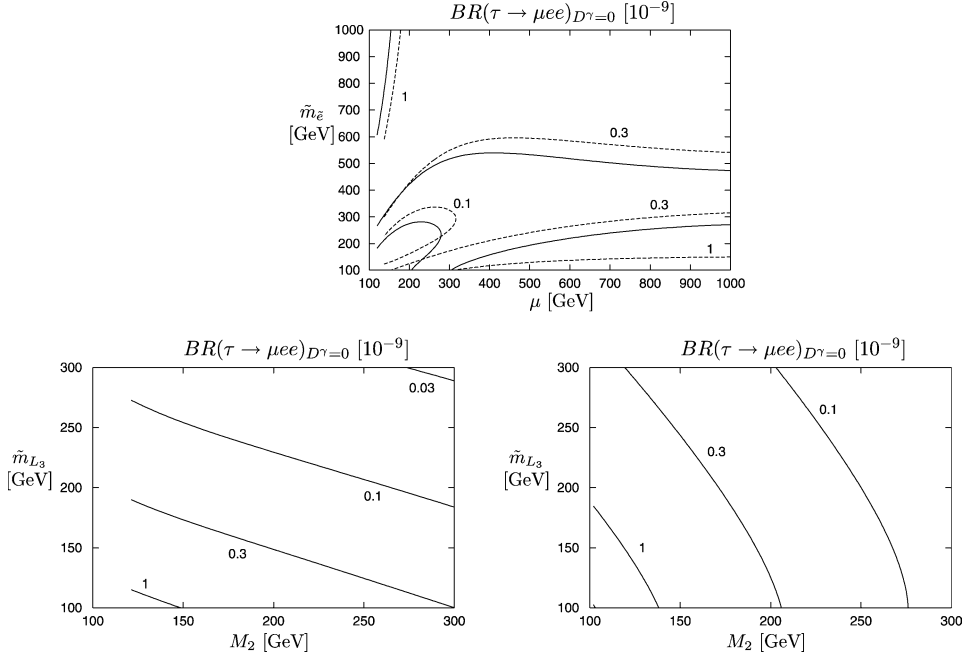 BR(τ → μee)_{D^γ=0} [10^{−9}]
1000
900
800
700
600
500
400
300
200
100
m̃_ẽ
[GeV]
1
0.3
0.1
0.3
1
100 200 300 400 500 600 700 800 900 1000
μ [GeV]
BR(τ → μee)_{D^γ=0} [10^{−9}]
300
250
200
150
100
m̃_{L_3}
[GeV]
0.03
0.1
0.3
1
100 150 200 250 300
M_2 [GeV]
BR(τ → μee)_{D^γ=0} [10^{−9}]
300
250
200
150
100
m̃_{L_3}
[GeV]
0.1
0.3
1
100 150 200 250 300
M_2 [GeV]